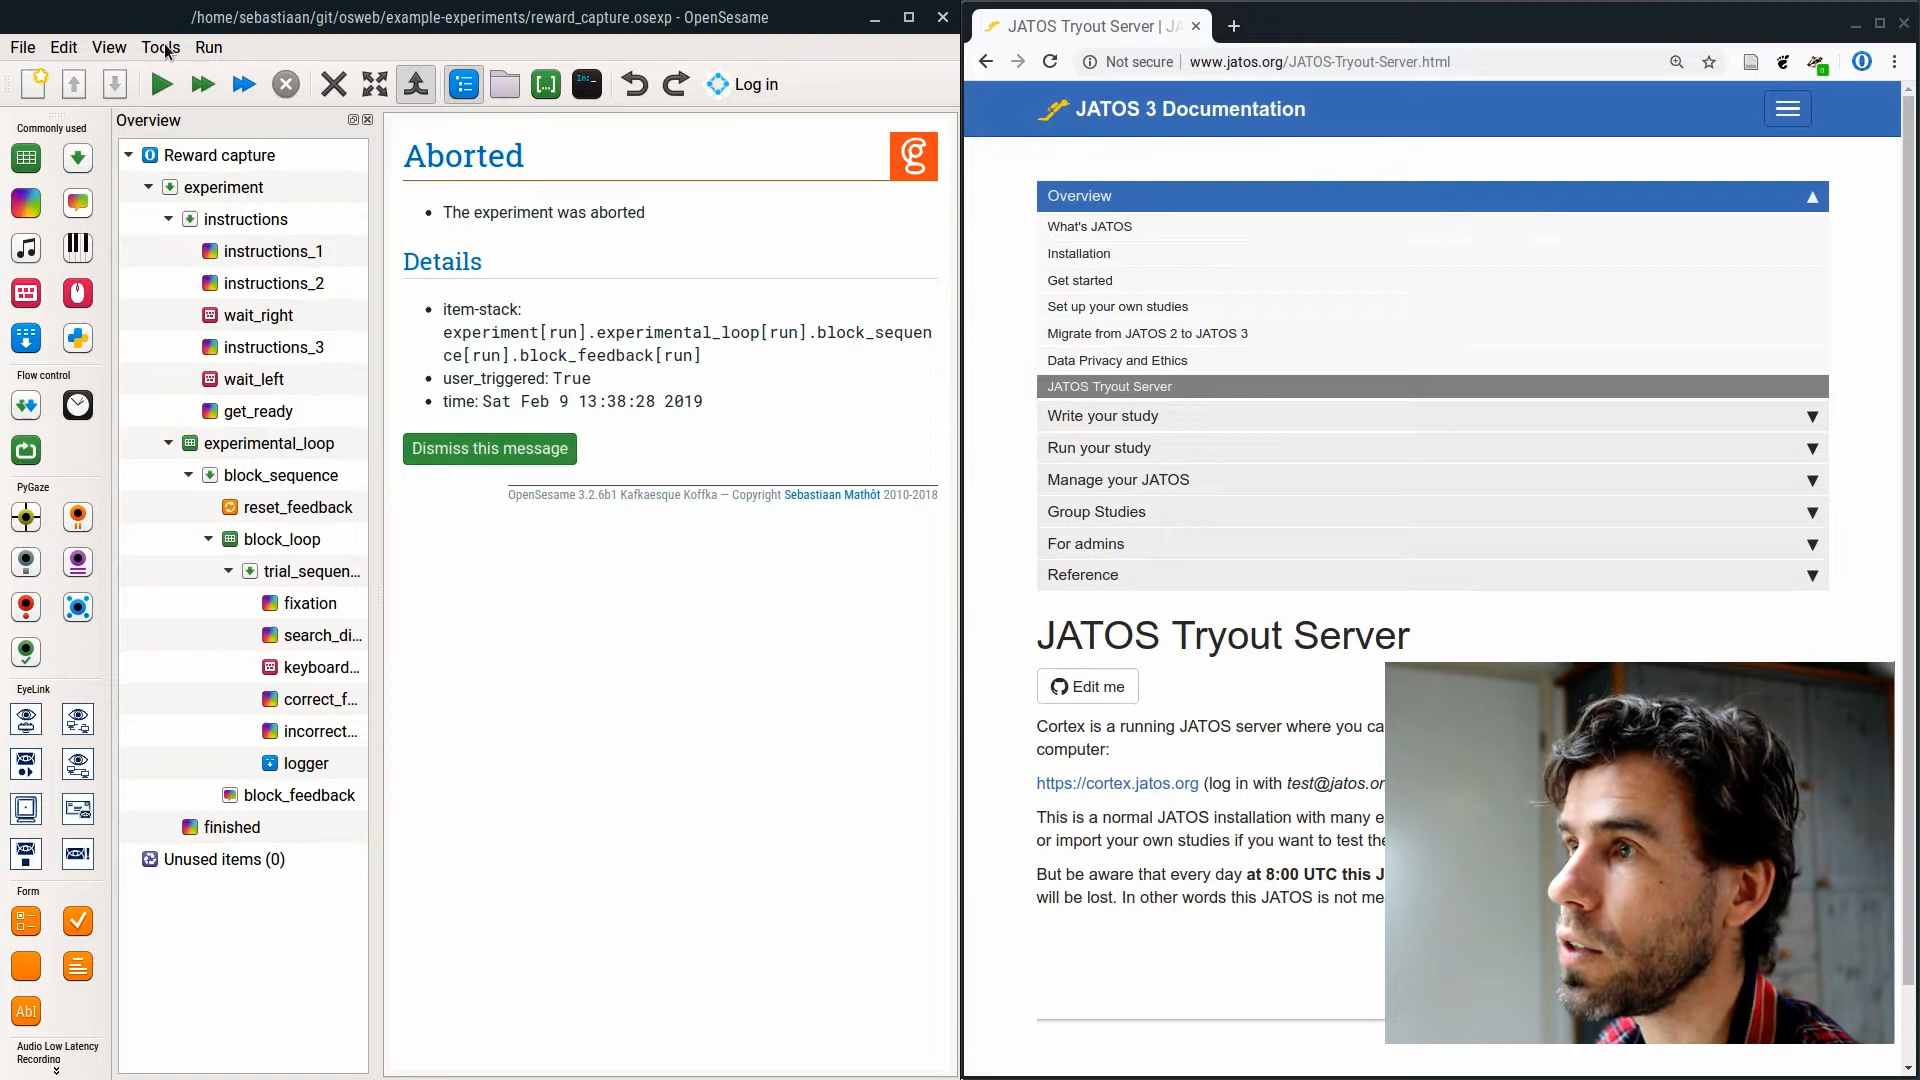 /home/sebastiaan/git/osweb/example-experiments/reward_capture.osexp - OpenSesame
File Edit View Tools Run
Log in
Commonly used
Flow control
PyGaze
EyeLink
Form
Abi
Audio Low Latency
Recording
Overview
Reward capture
experiment
instructions
instructions_1
instructions_2
wait_right
instructions_3
wait_left
get_ready
experimental_loop
block_sequence
reset_feedback
block_loop
trial_sequen...
fixation
search_di...
keyboard...
correct_f...
incorrect...
logger
block_feedback
finished
Unused items (0)
Aborted
The experiment was aborted
Details
item-stack:
experiment[run].experimental_loop[run].block_sequen
ce[run].block_feedback[run]
user_triggered: True
time: Sat Feb 9 13:38:28 2019
Dismiss this message
OpenSesame 3.2.6b1 Kafkaesque Koffka — Copyright Sebastiaan Mathôt 2010-2018
JATOS Tryout Server | JA
Not secure www.jatos.org/JATOS-Tryout-Server.html
JATOS 3 Documentation
Overview
What's JATOS
Installation
Get started
Set up your own studies
Migrate from JATOS 2 to JATOS 3
Data Privacy and Ethics
JATOS Tryout Server
Write your study
Run your study
Manage your JATOS
Group Studies
For admins
Reference
JATOS Tryout Server
Edit me
Cortex is a running JATOS server where you ca
computer:
https://cortex.jatos.org (log in with test@jatos.or
This is a normal JATOS installation with many e
or import your own studies if you want to test the
But be aware that every day at 8:00 UTC this J
will be lost. In other words this JATOS is not me